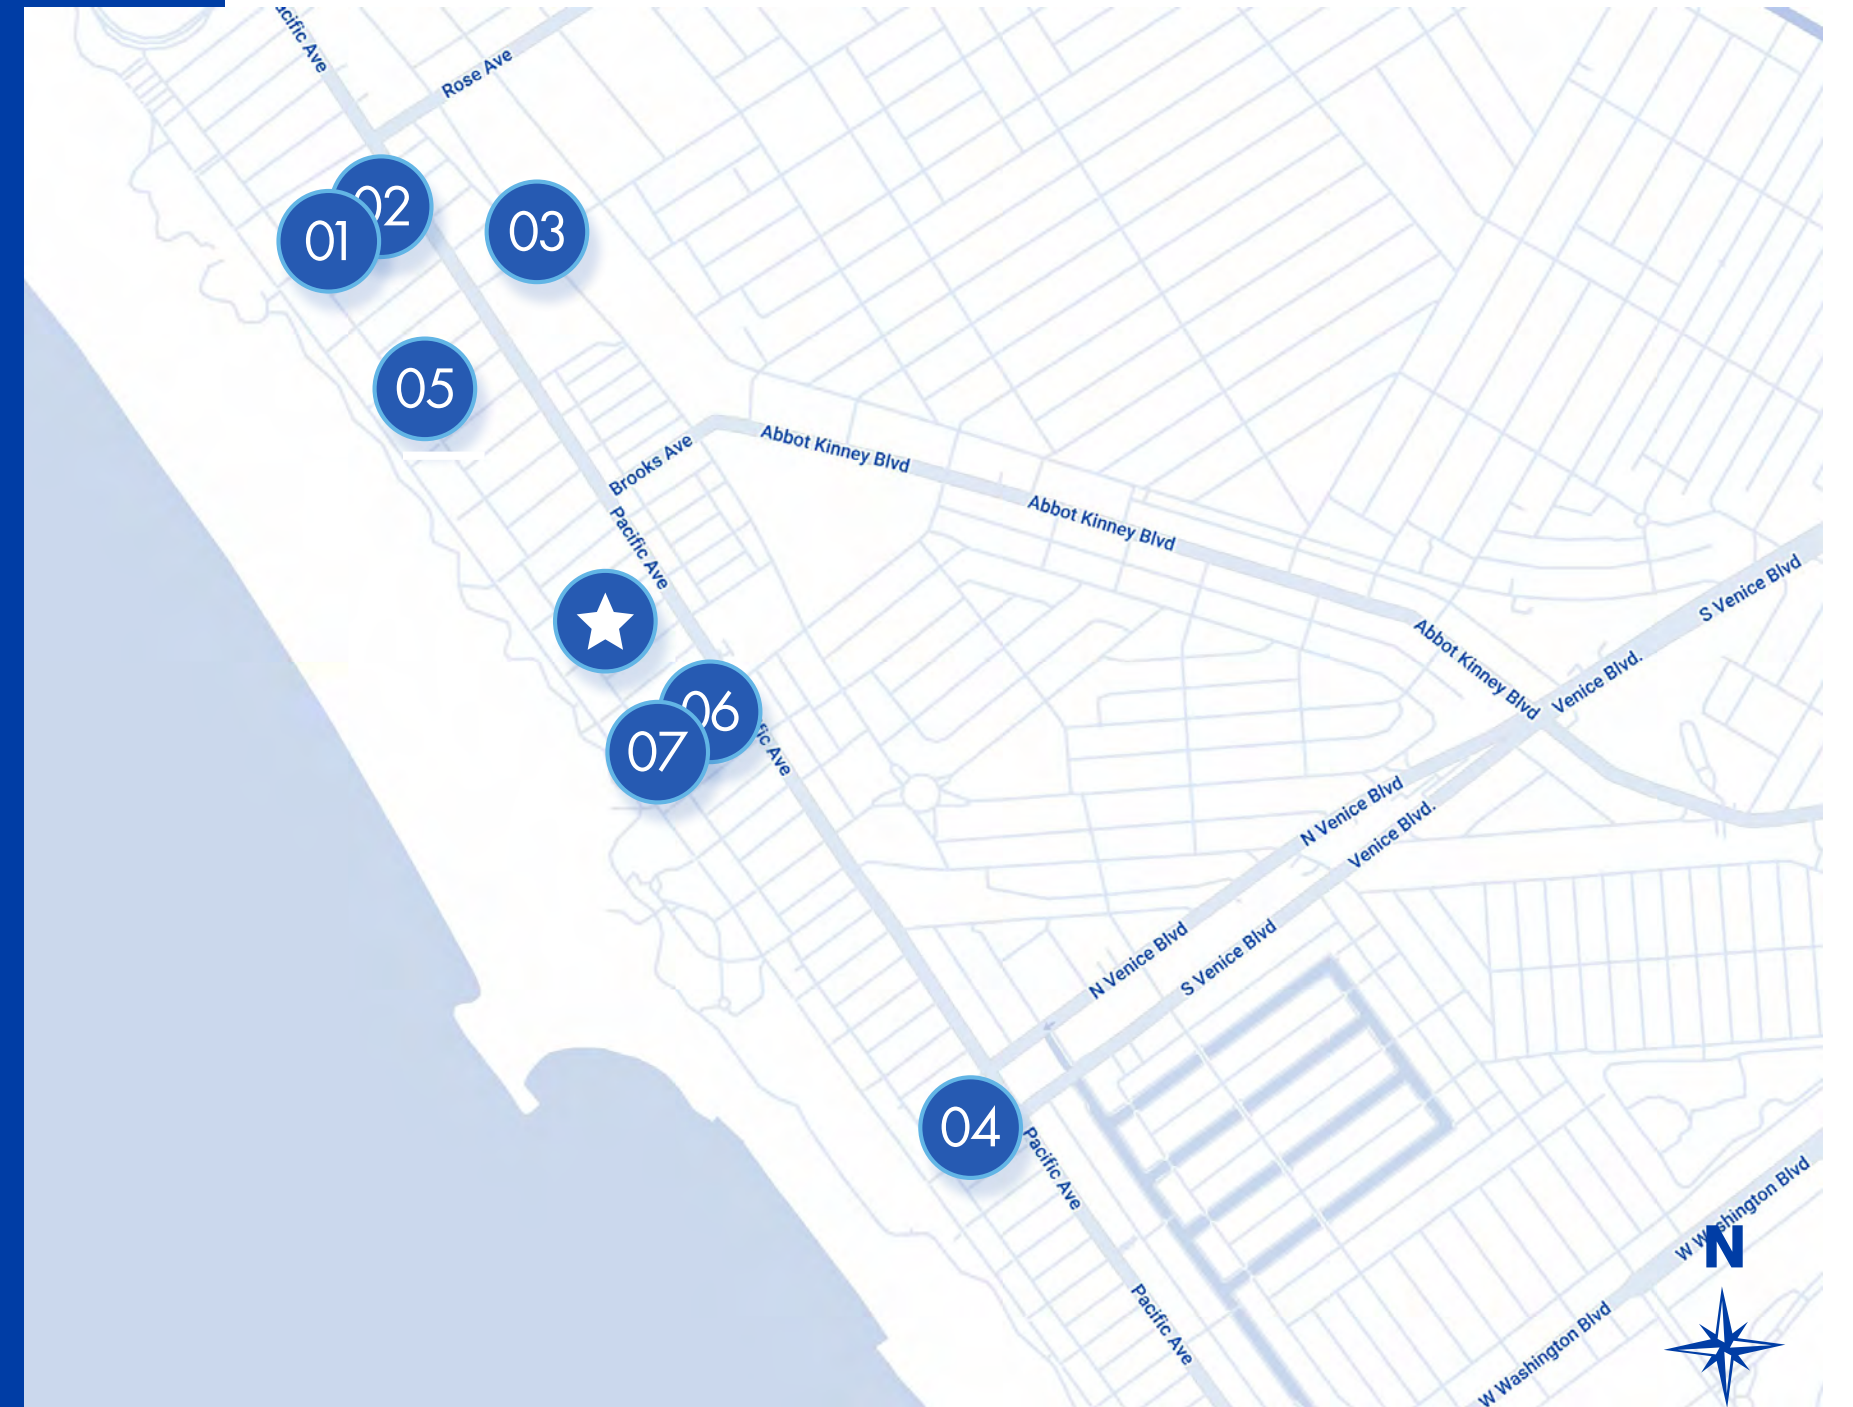 Rose Ave
02
01
03
05
Brooks Ave
Abbot Kinney Blvd
Abbot Kinney Blvd
Pacific Ave
S Venice Blvd
Abbot Kinney Blvd
Venice Blvd.
06
07
Ave
N Venice Blvd
Venice Blvd.
N Venice Blvd
S Venice Blvd
04
Pacific Ave
W Washington Blvd
N
Pacific Ave
W Washington Blvd